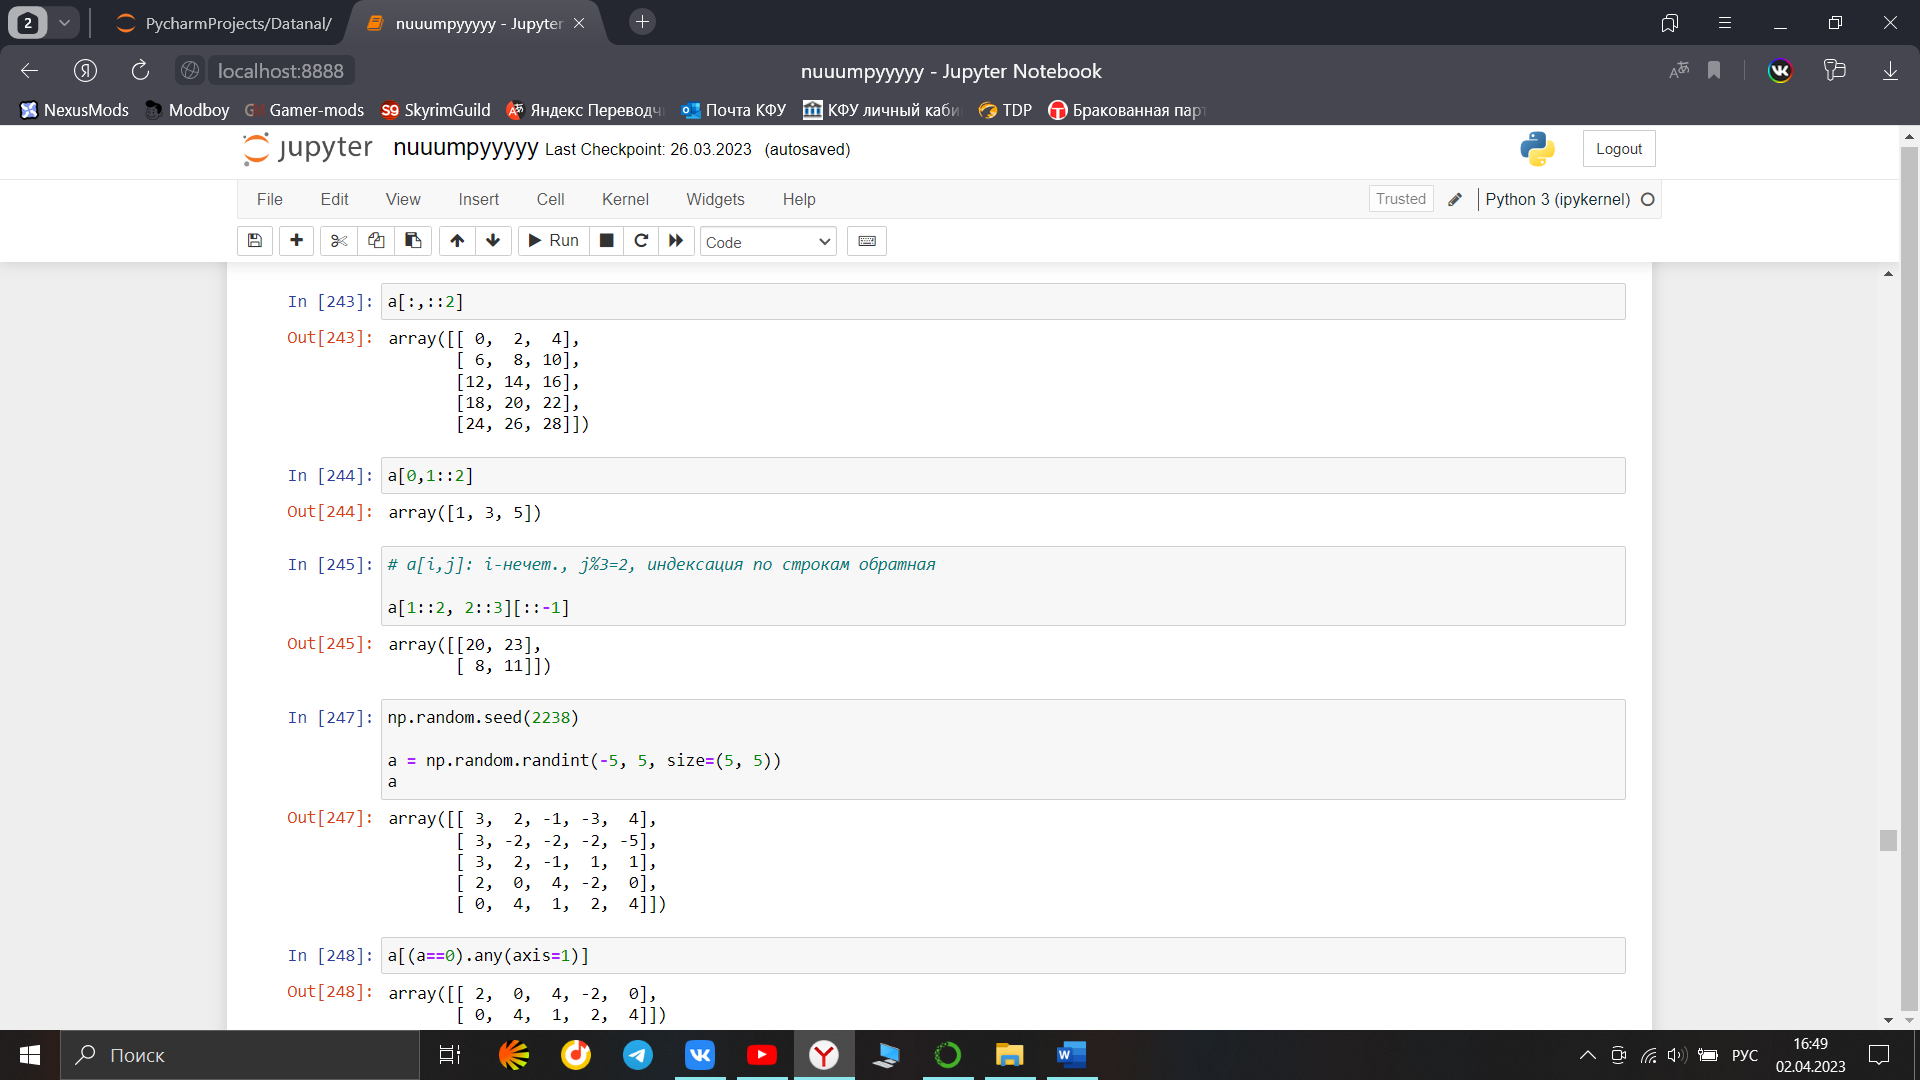 2
PycharmProjects/Datanal/
nuuumpyyyyy - Jupyter
localhost:8888
nuuumpyyyyy - Jupyter Notebook
NexusMods
Modboy
Gamer-mods
SkyrimGuild
Яндекс Переводч
Почта КФУ
КФУ личный каби
TDP
Бракованная пар
jupyter
nuuumpyyyyy Last Checkpoint: 26.03.2023 (autosaved)
Logout
File Edit View Insert Cell Kernel Widgets Help
Trusted
Python 3 (ipykernel)
Run
Code
In [243]: a[:,::2]
Out[243]: array([[ 0,  2,  4],
[ 6,  8, 10],
[12, 14, 16],
[18, 20, 22],
[24, 26, 28]])
In [244]: a[0,1::2]
Out[244]: array([1, 3, 5])
In [245]: # a[i,j]: i-нечет., j%3=2, индексация по строкам обратная
a[1::2, 2::3][::-1]
Out[245]: array([[20, 23],
[ 8, 11]])
In [247]: np.random.seed(2238)
a = np.random.randint(-5, 5, size=(5, 5))
a
Out[247]: array([[ 3,  2, -1, -3,  4],
[ 3, -2, -2, -2, -5],
[ 3,  2, -1,  1,  1],
[ 2,  0,  4, -2,  0],
[ 0,  4,  1,  2,  4]])
In [248]: a[(a==0).any(axis=1)]
Out[248]: array([[ 2,  0,  4, -2,  0],
[ 0,  4,  1,  2,  4]])
Поиск
РУС
16:49
02.04.2023